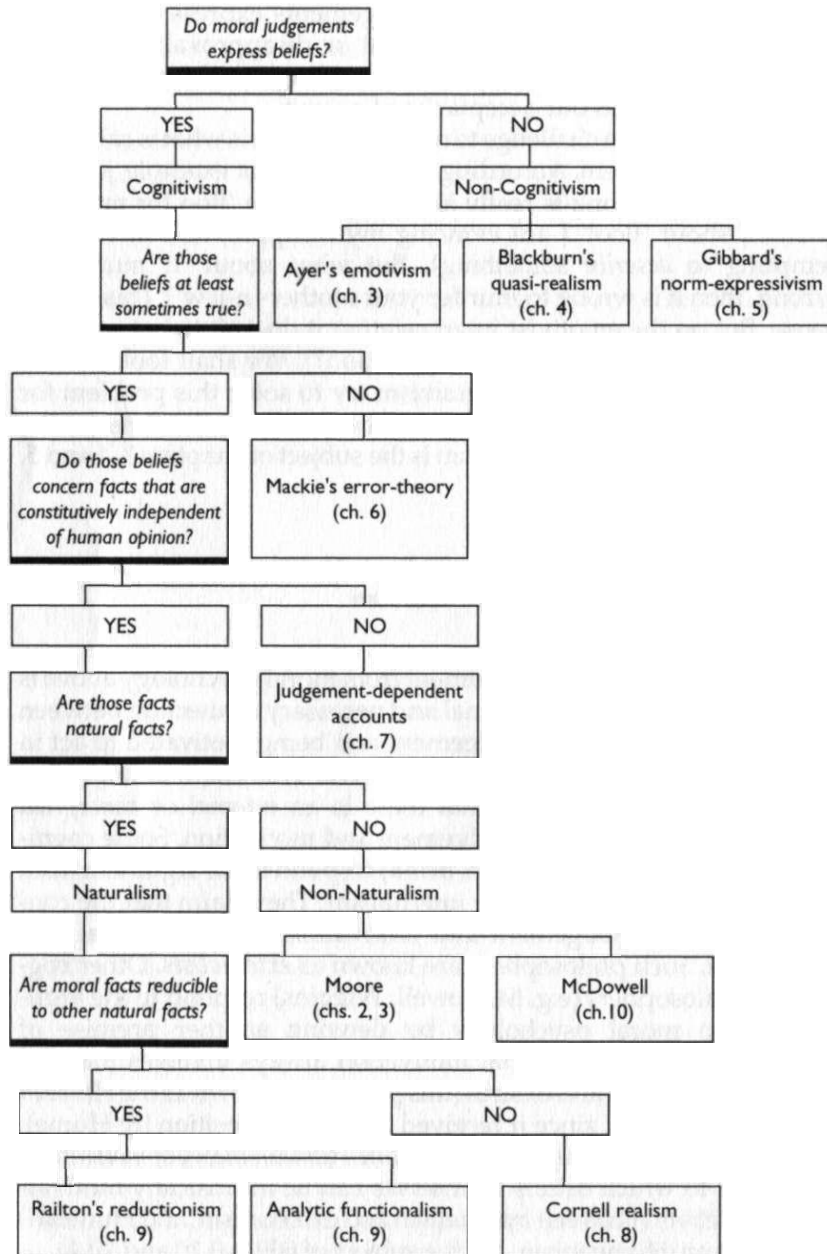 Do moral judgements
express beliefs?
YES
NO
Cognitivism
Non-Cognitivism
Are those
beliefs at least
sometimes true?
Ayer's emotivism
(ch. 3)
Blackburn's
quasi-realism
(ch. 4)
Gibbard's
norm-expressivism
(ch. 5)
YES
NO
Do those beliefs
concern facts that are
constitutively independent
of human opinion?
Mackie's error-theory
(ch. 6)
YES
NO
Are those facts
natural facts?
Judgement-dependent
accounts
(ch. 7)
YES
NO
Naturalism
Non-Naturalism
Are moral facts reducible
to other natural facts?
Moore
(chs. 2, 3)
McDowell
(ch.10)
YES
NO
Railton's reductionism
(ch. 9)
Analytic functionalism
(ch. 9)
Cornell realism
(ch. 8)